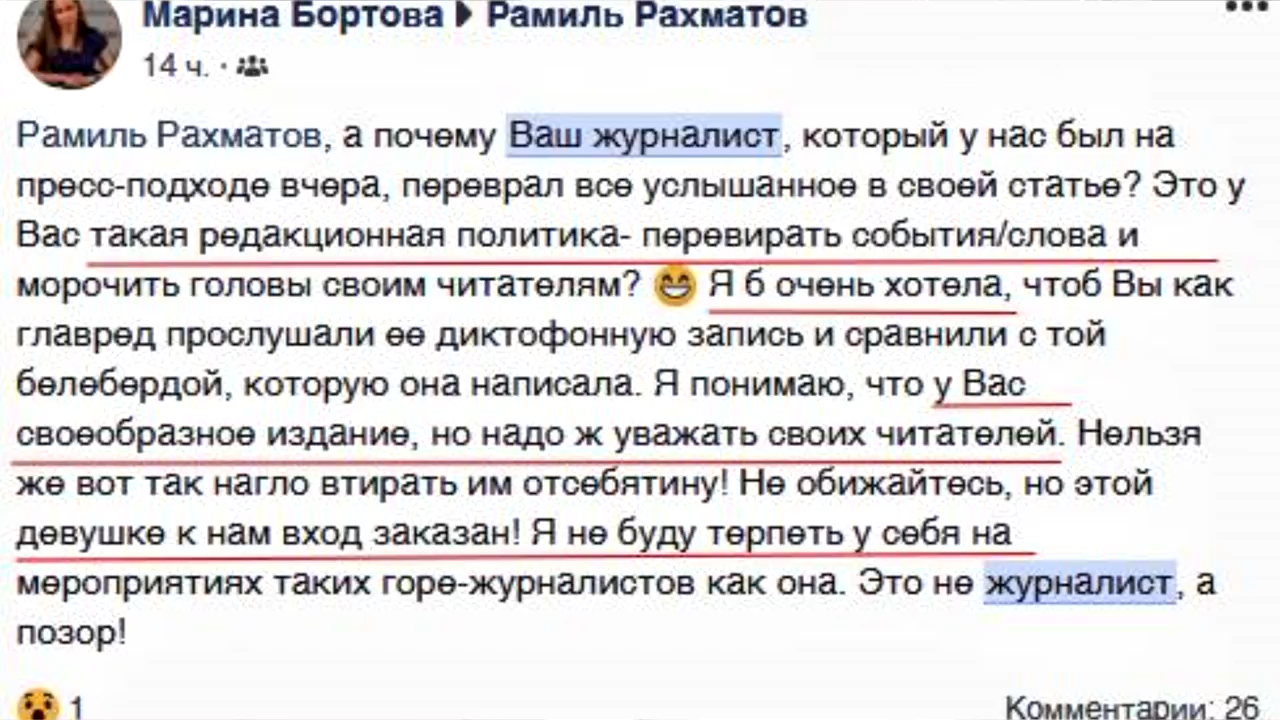 Марина Бортова ▶ Рамиль Рахматов
14 ч. ·
Рамиль Рахматов, а почему Ваш журналист, который у нас был на
пресс-подходе вчера, переврал все услышанное в своей статье? Это у
Вас такая редакционная политика- перевирать события/слова и
морочить головы своим читателям? 😄 Я б очень хотела, чтоб Вы как
главред прослушали ее диктофонную запись и сравнили с той
белебердой, которую она написала. Я понимаю, что у Вас
своеобразное издание, но надо ж уважать своих читателей. Нельзя
же вот так нагло втирать им отсебятину! Не обижайтесь, но этой
девушке к нам вход заказан! Я не буду терпеть у себя на
мероприятиях таких горе-журналистов как она. Это не журналист, а
позор!
😮 1
Комментарии: 26